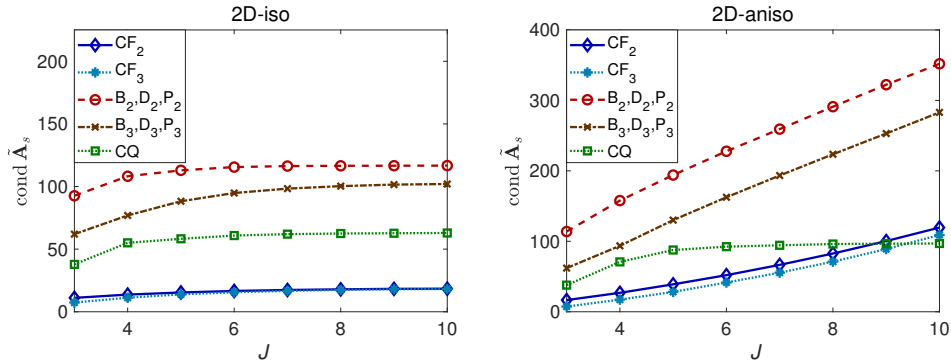 2D-iso
cond Ã_s
200
150
100
50
0
4
6
8
10
J
CF_2
CF_3
B_2,D_2,P_2
B_3,D_3,P_3
CQ
2D-aniso
cond Ã_s
400
300
200
100
0
4
6
8
10
J
CF_2
CF_3
B_2,D_2,P_2
B_3,D_3,P_3
CQ